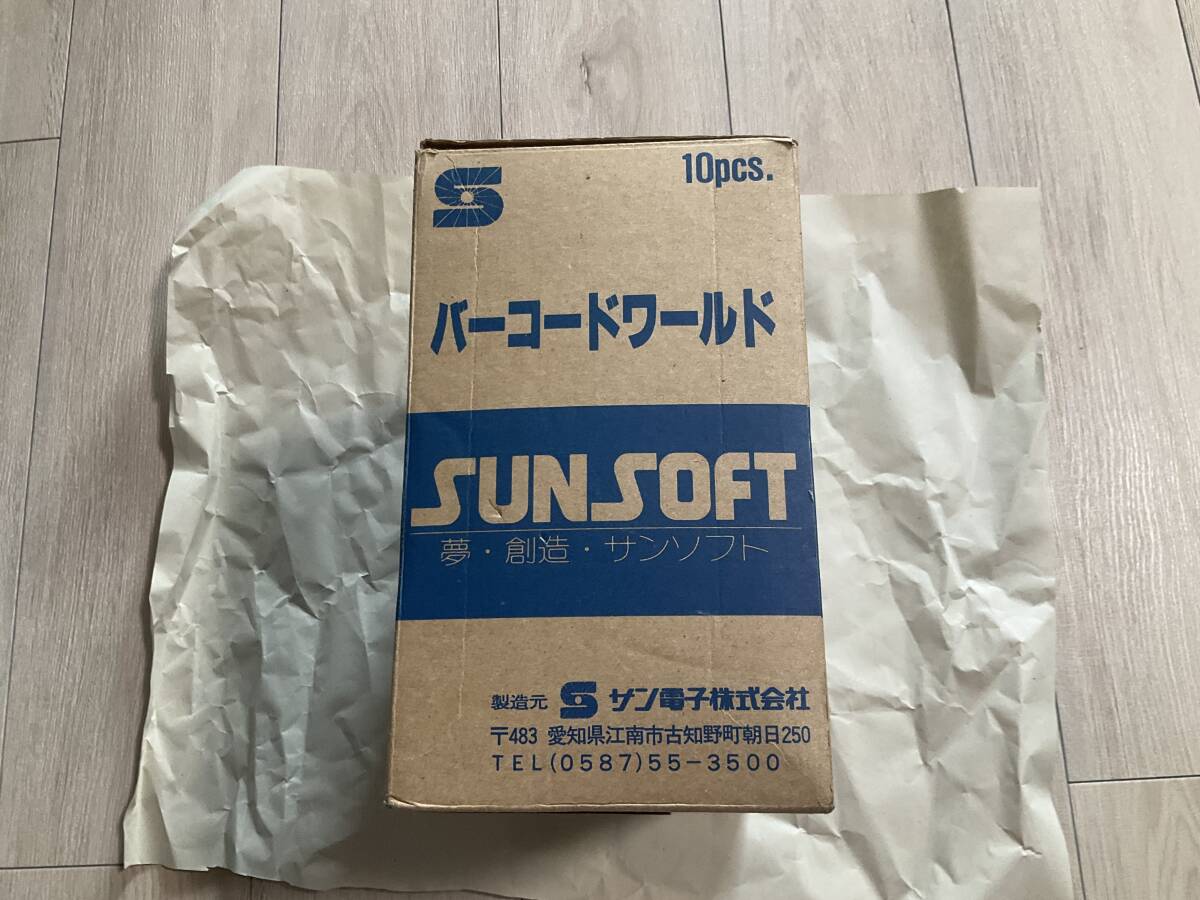 10pcs.
バーコードワールド
SUNSOFT
夢・創造・サンソフト
製造元 サン電子株式会社
〒483 愛知県江南市古知野町朝日250
TEL(0587)55-3500